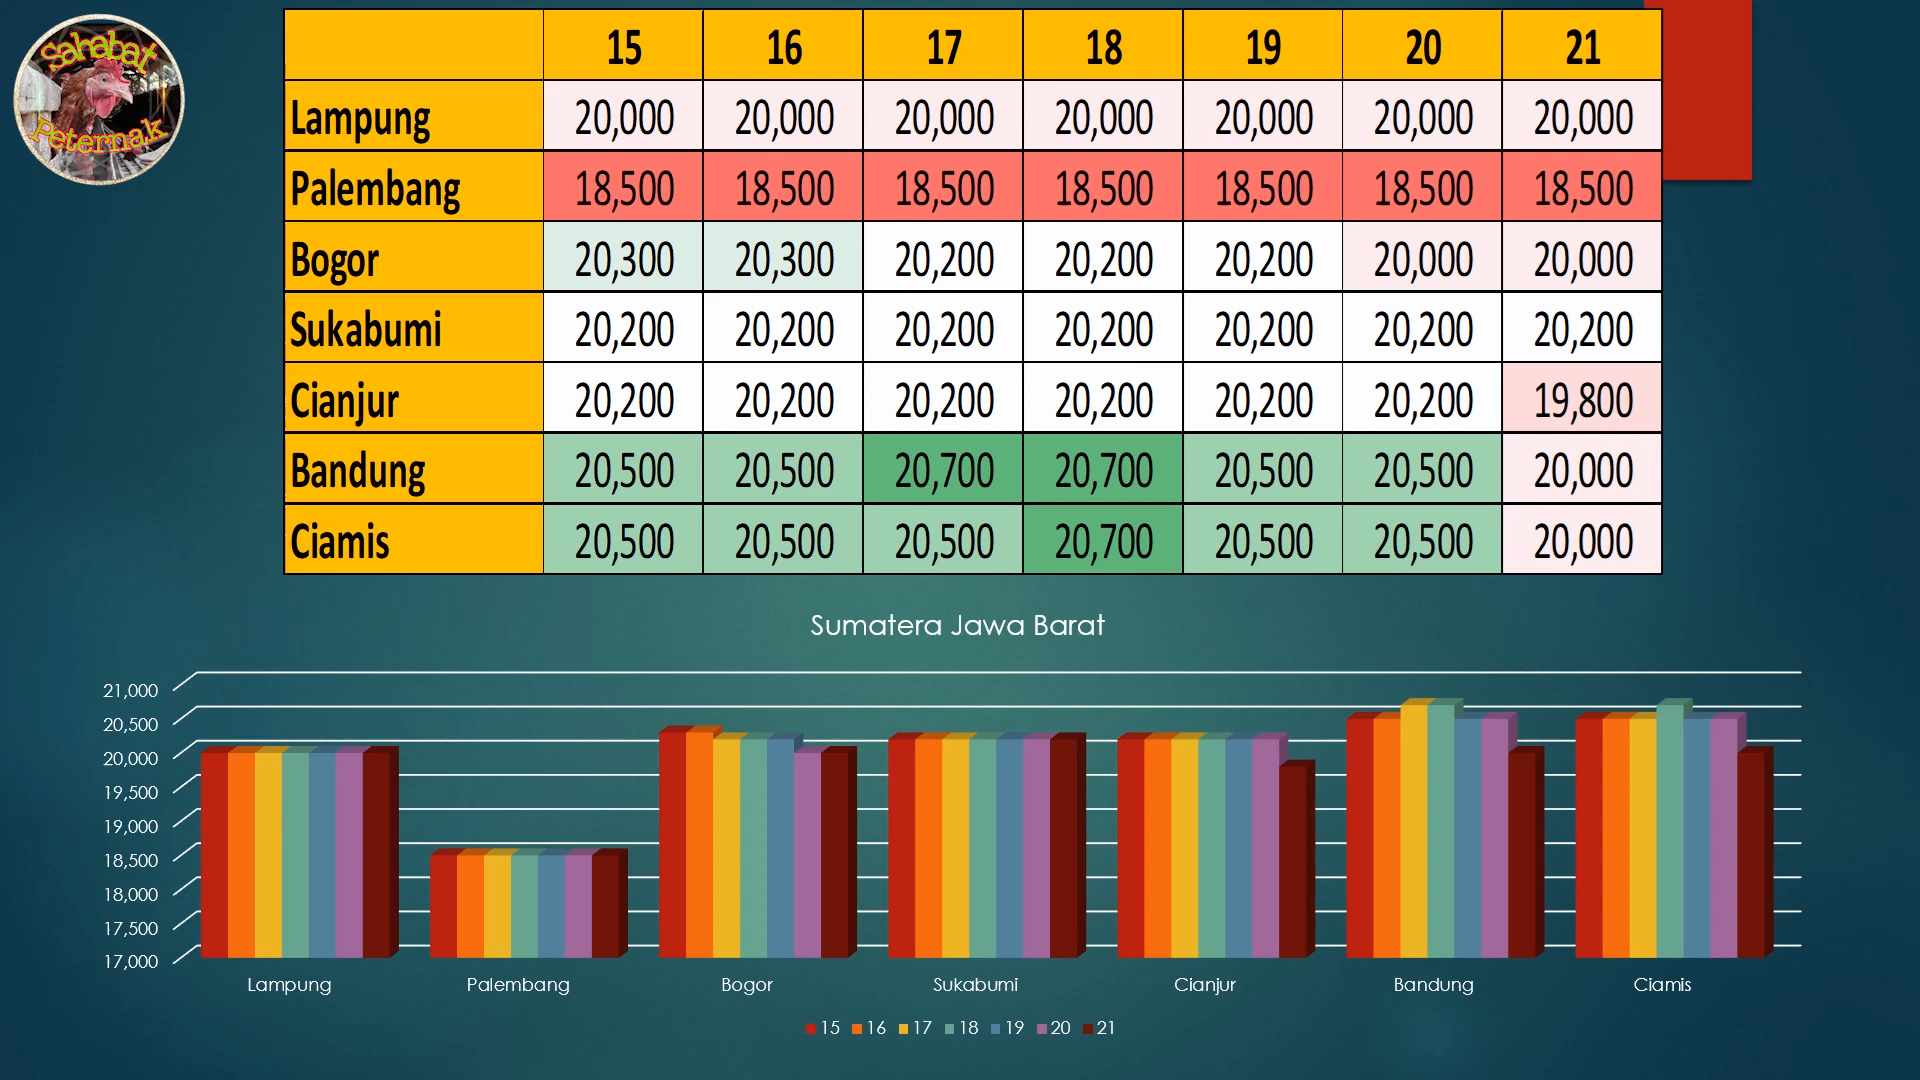 Sahabat
Peternak
15 16 17 18 19 20 21
Lampung 20,000 20,000 20,000 20,000 20,000 20,000 20,000
Palembang 18,500 18,500 18,500 18,500 18,500 18,500 18,500
Bogor 20,300 20,300 20,200 20,200 20,200 20,000 20,000
Sukabumi 20,200 20,200 20,200 20,200 20,200 20,200 20,200
Cianjur 20,200 20,200 20,200 20,200 20,200 20,200 19,800
Bandung 20,500 20,500 20,700 20,700 20,500 20,500 20,000
Ciamis 20,500 20,500 20,500 20,700 20,500 20,500 20,000
Sumatera Jawa Barat
21,000
20,500
20,000
19,500
19,000
18,500
18,000
17,500
17,000
Lampung Palembang Bogor Sukabumi Cianjur Bandung Ciamis
15 16 17 18 19 20 21